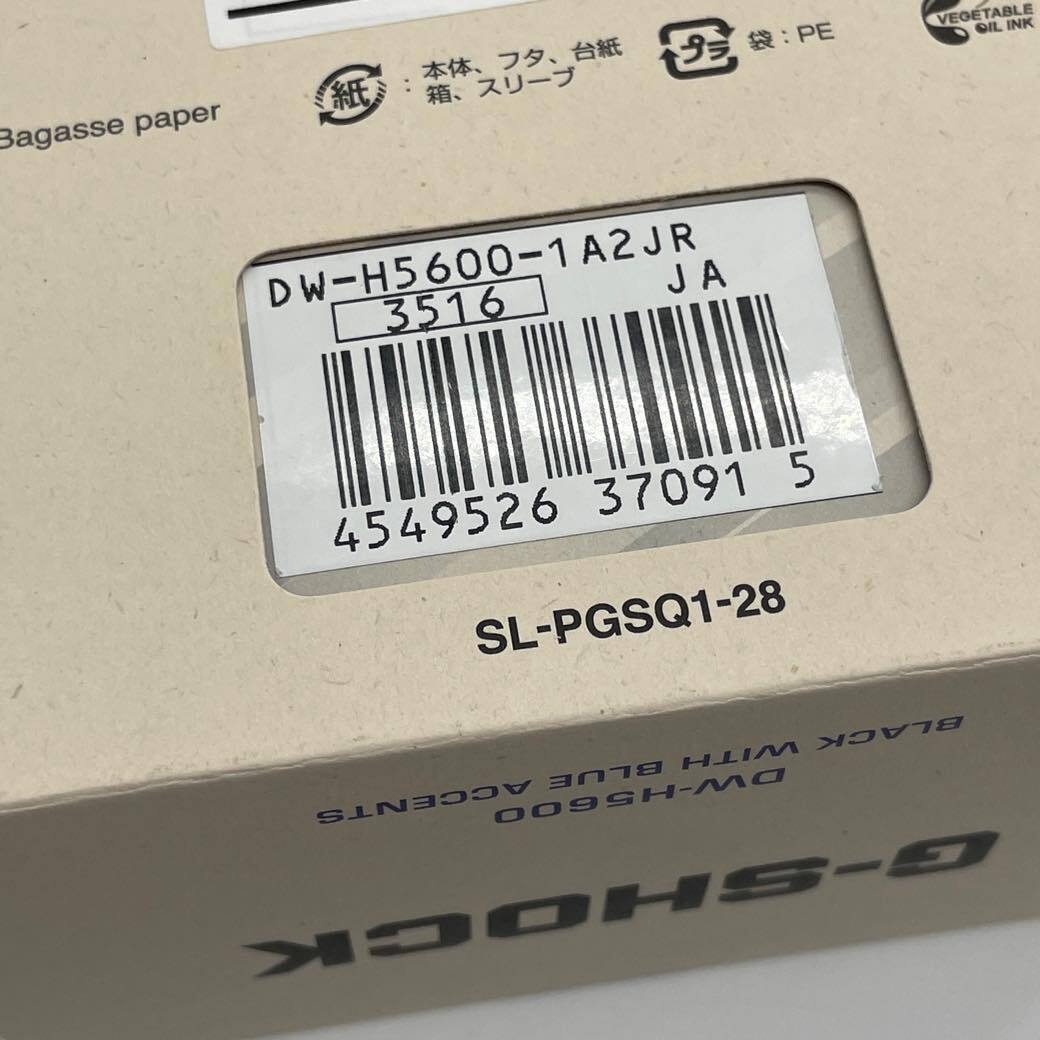 紙 : 本体、フタ、台紙
箱、スリーブ
プラ 袋：PE
VEGETABLE
OIL INK
Bagasse paper
DW-H5600-1A2JR
3516 JA
4549526 37091 5
SL-PGSQ1-28
BLACK WITH BLUE ACCENTS
DW-H5600
G-SHOCK